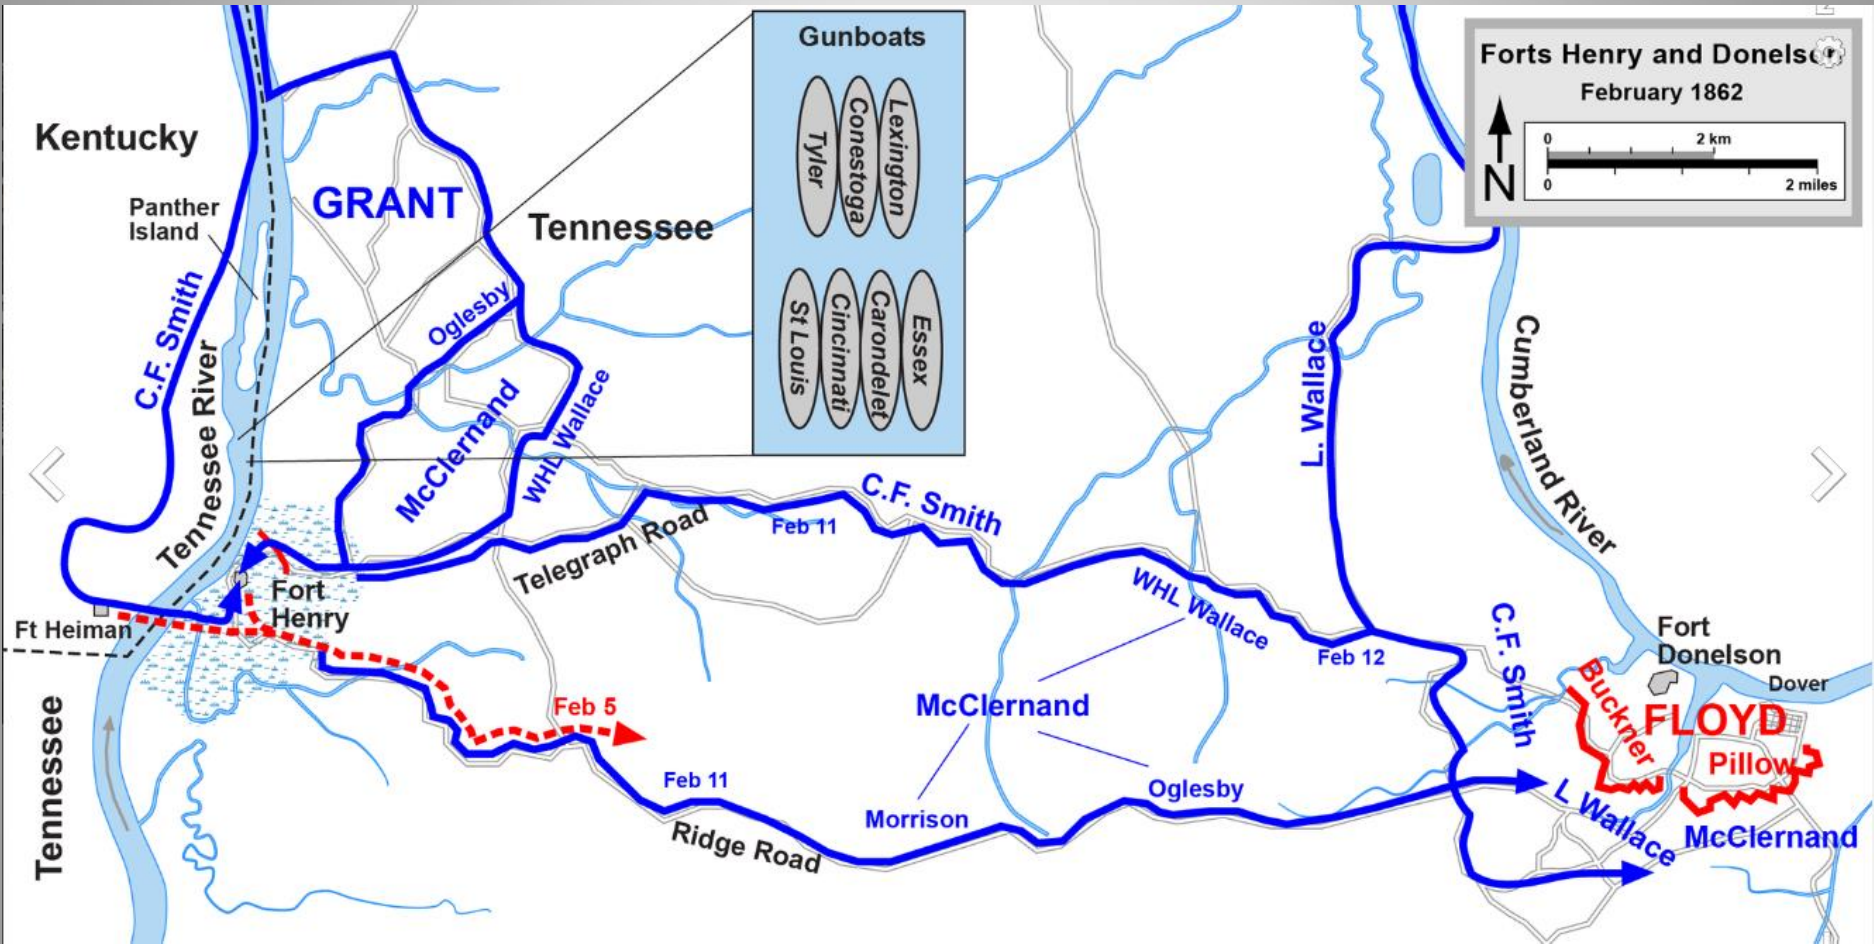 Gunboats
Tyler
Conestoga
Lexington
St Louis
Cincinnati
Carondelet
Essex
Forts Henry and Donelson
February 1862
0
2 km
0
2 miles
N
Kentucky
Panther
Island
GRANT
Tennessee
C.F. Smith
Tennessee River
Oglesby
McClernand
WHL Wallace
L. Wallace
Cumberland River
C.F. Smith
Feb 11
Telegraph Road
Fort
Henry
Ft Heiman
WHL Wallace
Feb 12
C.F. Smith
Fort
Donelson
Dover
Buckner
FLOYD
Pillow
Tennessee
Feb 5
McClernand
Feb 11
Oglesby
Morrison
Ridge Road
L Wallace
McClernand